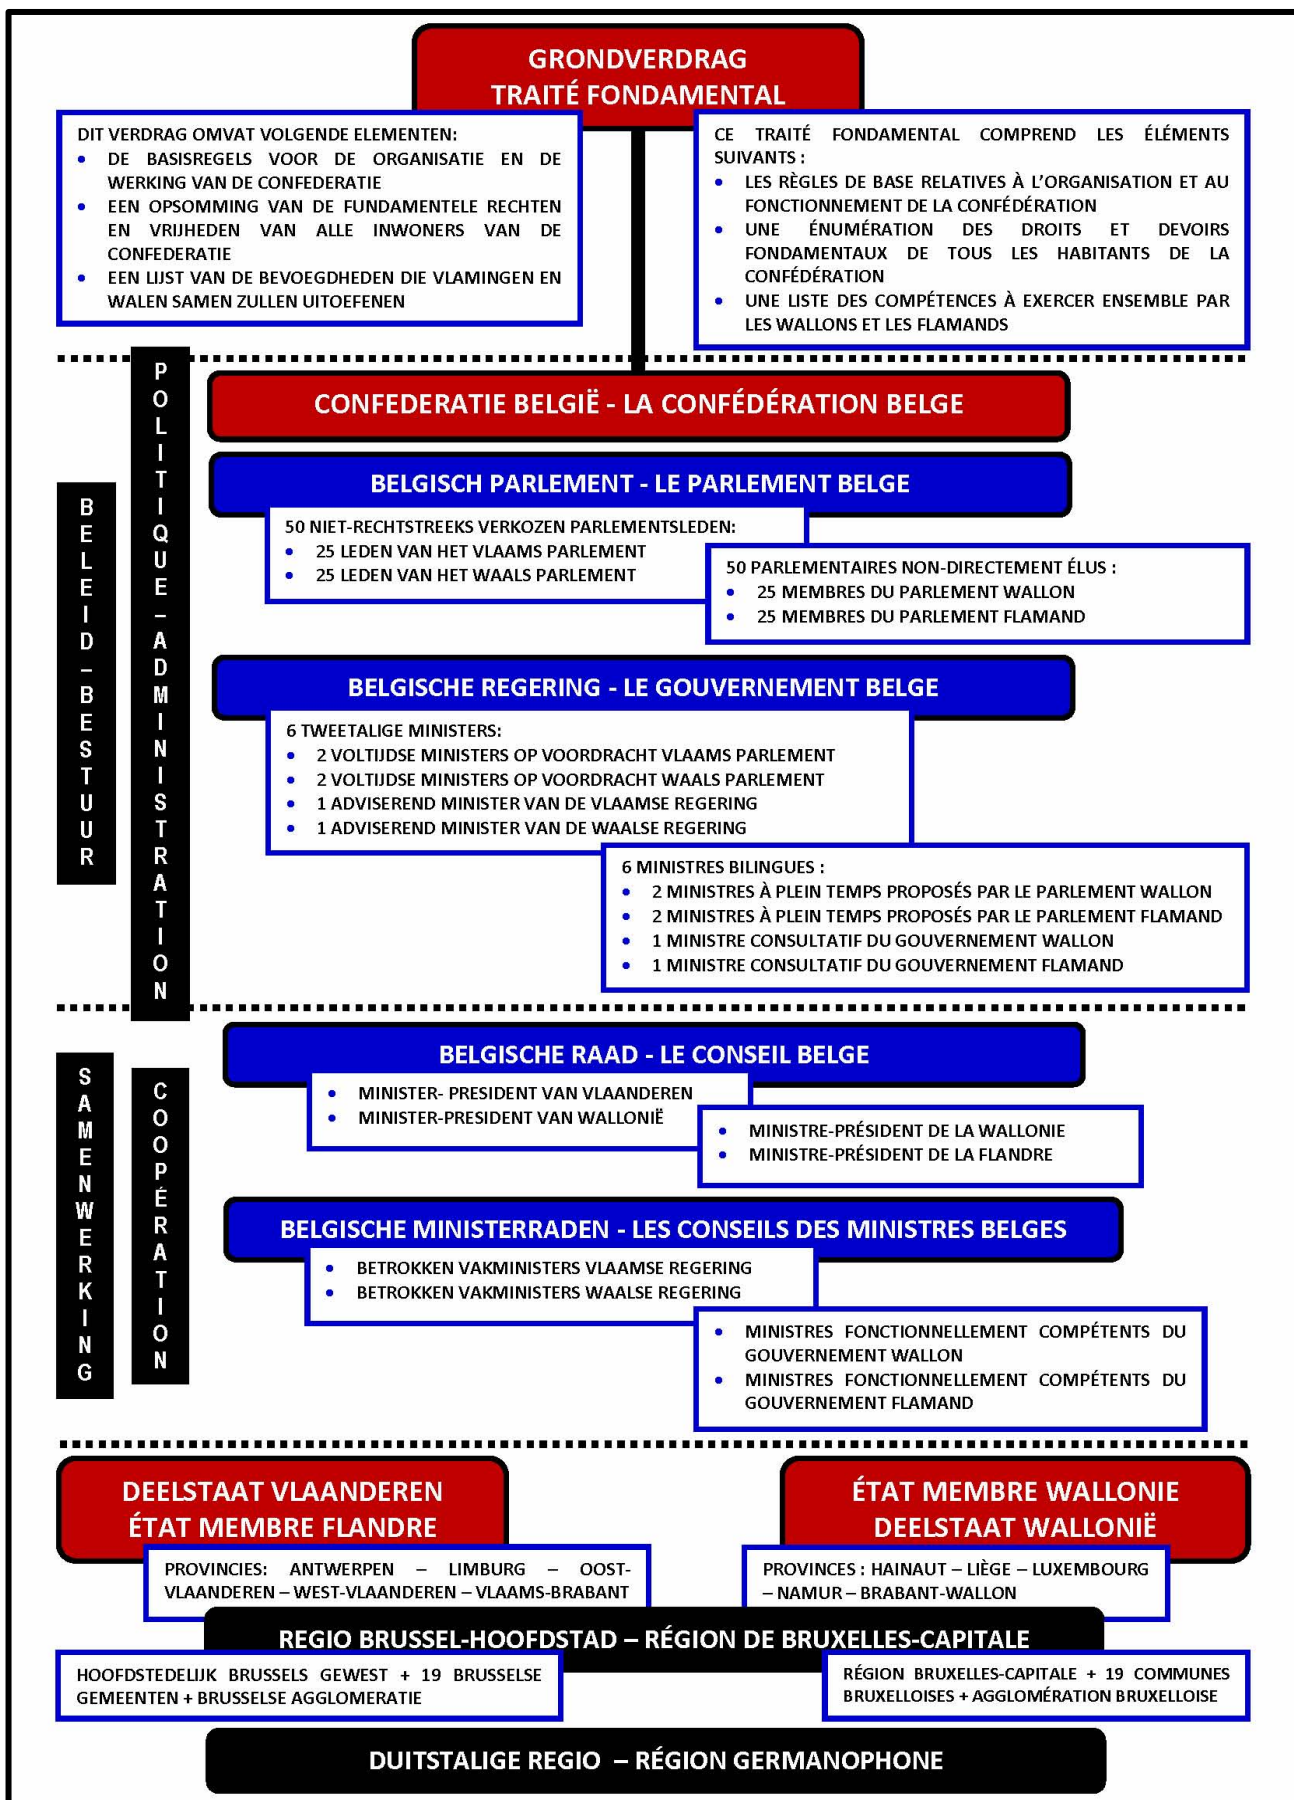 GRONDVERDRAG
TRAITÉ FONDAMENTAL
DIT VERDRAG OMVAT VOLGENDE ELEMENTEN:
• DE BASISREGELS VOOR DE ORGANISATIE EN DE
WERKING VAN DE CONFEDERATIE
• EEN OPSOMMING VAN DE FUNDAMENTELE RECHTEN
EN VRIJHEDEN VAN ALLE INWONERS VAN DE
CONFEDERATIE
• EEN LIJST VAN DE BEVOEGDHEDEN DIE VLAMINGEN EN
WALEN SAMEN ZULLEN UITOEFENEN
CE TRAITÉ FONDAMENTAL COMPREND LES ÉLÉMENTS
SUIVANTS :
• LES RÈGLES DE BASE RELATIVES À L'ORGANISATION ET AU
FONCTIONNEMENT DE LA CONFÉDÉRATION
• UNE ÉNUMÉRATION DES DROITS ET DEVOIRS
FONDAMENTAUX DE TOUS LES HABITANTS DE LA
CONFÉDÉRATION
• UNE LISTE DES COMPÉTENCES À EXERCER ENSEMBLE PAR
LES WALLONS ET LES FLAMANDS
BELEID–BESTUUR
POLITIQUE–ADMINISTRATION
CONFEDERATIE BELGIË - LA CONFÉDÉRATION BELGE
BELGISCH PARLEMENT - LE PARLEMENT BELGE
50 NIET-RECHTSTREEKS VERKOZEN PARLEMENTSLEDEN:
• 25 LEDEN VAN HET VLAAMS PARLEMENT
• 25 LEDEN VAN HET WAALS PARLEMENT
50 PARLEMENTAIRES NON-DIRECTEMENT ÉLUS :
• 25 MEMBRES DU PARLEMENT WALLON
• 25 MEMBRES DU PARLEMENT FLAMAND
BELGISCHE REGERING - LE GOUVERNEMENT BELGE
6 TWEETALIGE MINISTERS:
• 2 VOLTIJDSE MINISTERS OP VOORDRACHT VLAAMS PARLEMENT
• 2 VOLTIJDSE MINISTERS OP VOORDRACHT WAALS PARLEMENT
• 1 ADVISEREND MINISTER VAN DE VLAAMSE REGERING
• 1 ADVISEREND MINISTER VAN DE WAALSE REGERING
6 MINISTRES BILINGUES :
• 2 MINISTRES À PLEIN TEMPS PROPOSÉS PAR LE PARLEMENT WALLON
• 2 MINISTRES À PLEIN TEMPS PROPOSÉS PAR LE PARLEMENT FLAMAND
• 1 MINISTRE CONSULTATIF DU GOUVERNEMENT WALLON
• 1 MINISTRE CONSULTATIF DU GOUVERNEMENT FLAMAND
SAMENWERKING
COOPÉRATION
BELGISCHE RAAD - LE CONSEIL BELGE
• MINISTER- PRESIDENT VAN VLAANDEREN
• MINISTER-PRESIDENT VAN WALLONIË
• MINISTRE-PRÉSIDENT DE LA WALLONIE
• MINISTRE-PRÉSIDENT DE LA FLANDRE
BELGISCHE MINISTERRADEN - LES CONSEILS DES MINISTRES BELGES
• BETROKKEN VAKMINISTERS VLAAMSE REGERING
• BETROKKEN VAKMINISTERS WAALSE REGERING
• MINISTRES FONCTIONNELLEMENT COMPÉTENTS DU
GOUVERNEMENT WALLON
• MINISTRES FONCTIONNELLEMENT COMPÉTENTS DU
GOUVERNEMENT FLAMAND
DEELSTAAT VLAANDEREN
ÉTAT MEMBRE FLANDRE
PROVINCIES: ANTWERPEN – LIMBURG – OOST-
VLAANDEREN – WEST-VLAANDEREN – VLAAMS-BRABANT
ÉTAT MEMBRE WALLONIE
DEELSTAAT WALLONIË
PROVINCES : HAINAUT – LIÈGE – LUXEMBOURG
– NAMUR – BRABANT-WALLON
REGIO BRUSSEL-HOOFDSTAD – RÉGION DE BRUXELLES-CAPITALE
HOOFDSTEDELIJK BRUSSELS GEWEST + 19 BRUSSELSE
GEMEENTEN + BRUSSELSE AGGLOMERATIE
RÉGION BRUXELLES-CAPITALE + 19 COMMUNES
BRUXELLOISES + AGGLOMÉRATION BRUXELLOISE
DUITSTALIGE REGIO – RÉGION GERMANOPHONE